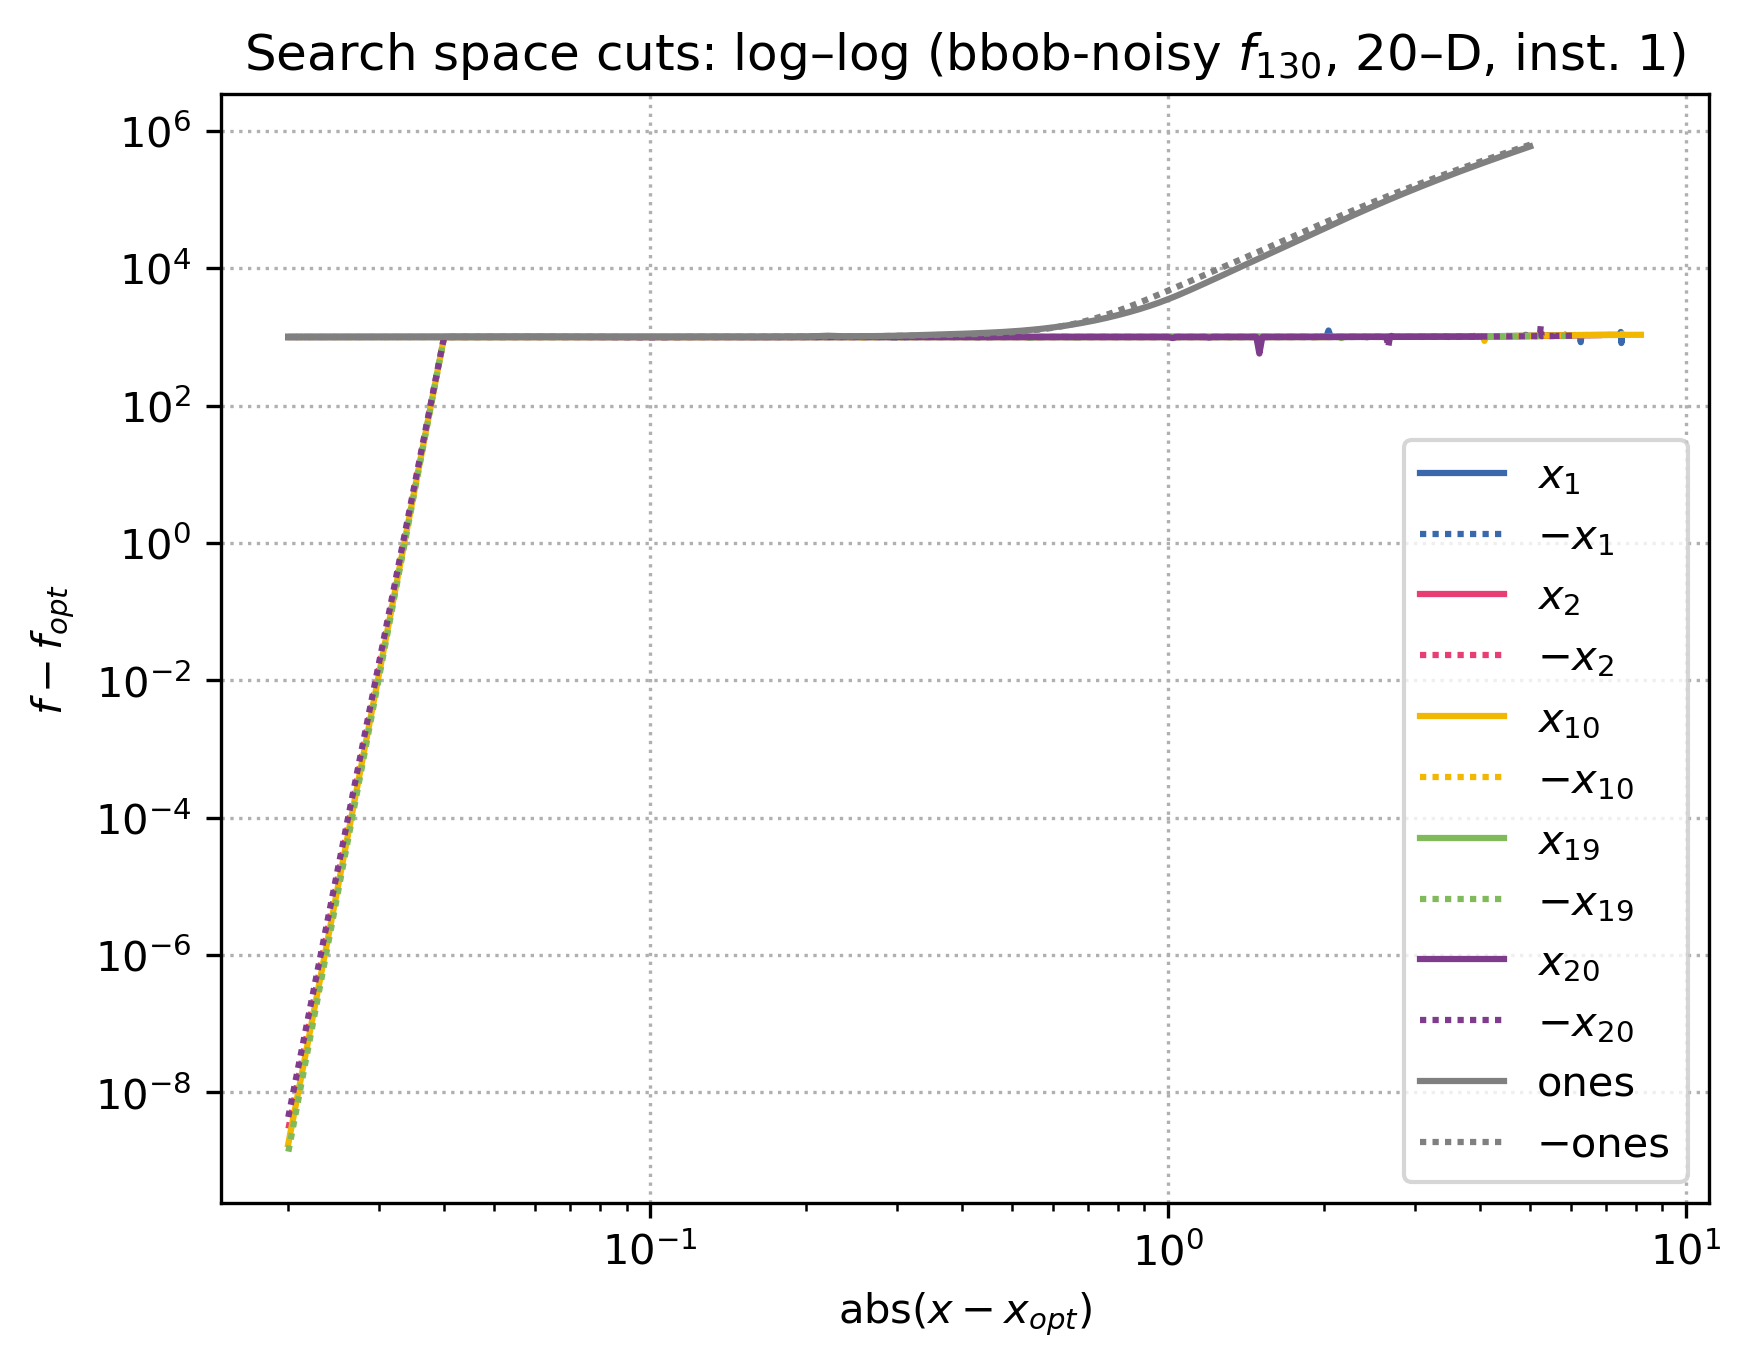 Search space cuts: log–log (bbob-noisy $f_{130}$, 20–D, inst. 1)
$10^{6}$
$10^{4}$
$10^{2}$
$10^{0}$
$10^{-2}$
$10^{-4}$
$10^{-6}$
$10^{-8}$
$f - f_{opt}$
$x_1$
$-x_1$
$x_2$
$-x_2$
$x_{10}$
$-x_{10}$
$x_{19}$
$-x_{19}$
$x_{20}$
$-x_{20}$
ones
−ones
$10^{-1}$ $10^{0}$ $10^{1}$
abs($x - x_{opt}$)